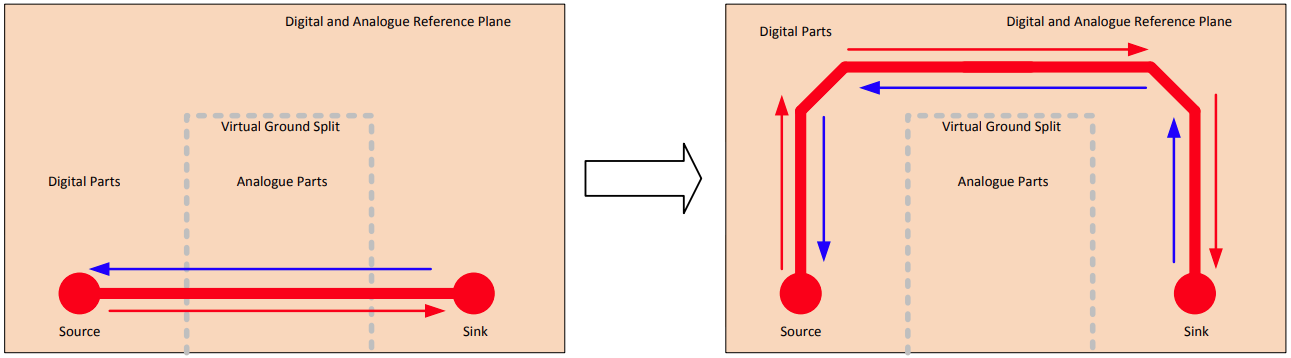 Digital and Analogue Reference Plane
Virtual Ground Split
Digital Parts
Analogue Parts
Source
Sink
Digital and Analogue Reference Plane
Digital Parts
Virtual Ground Split
Analogue Parts
Source
Sink